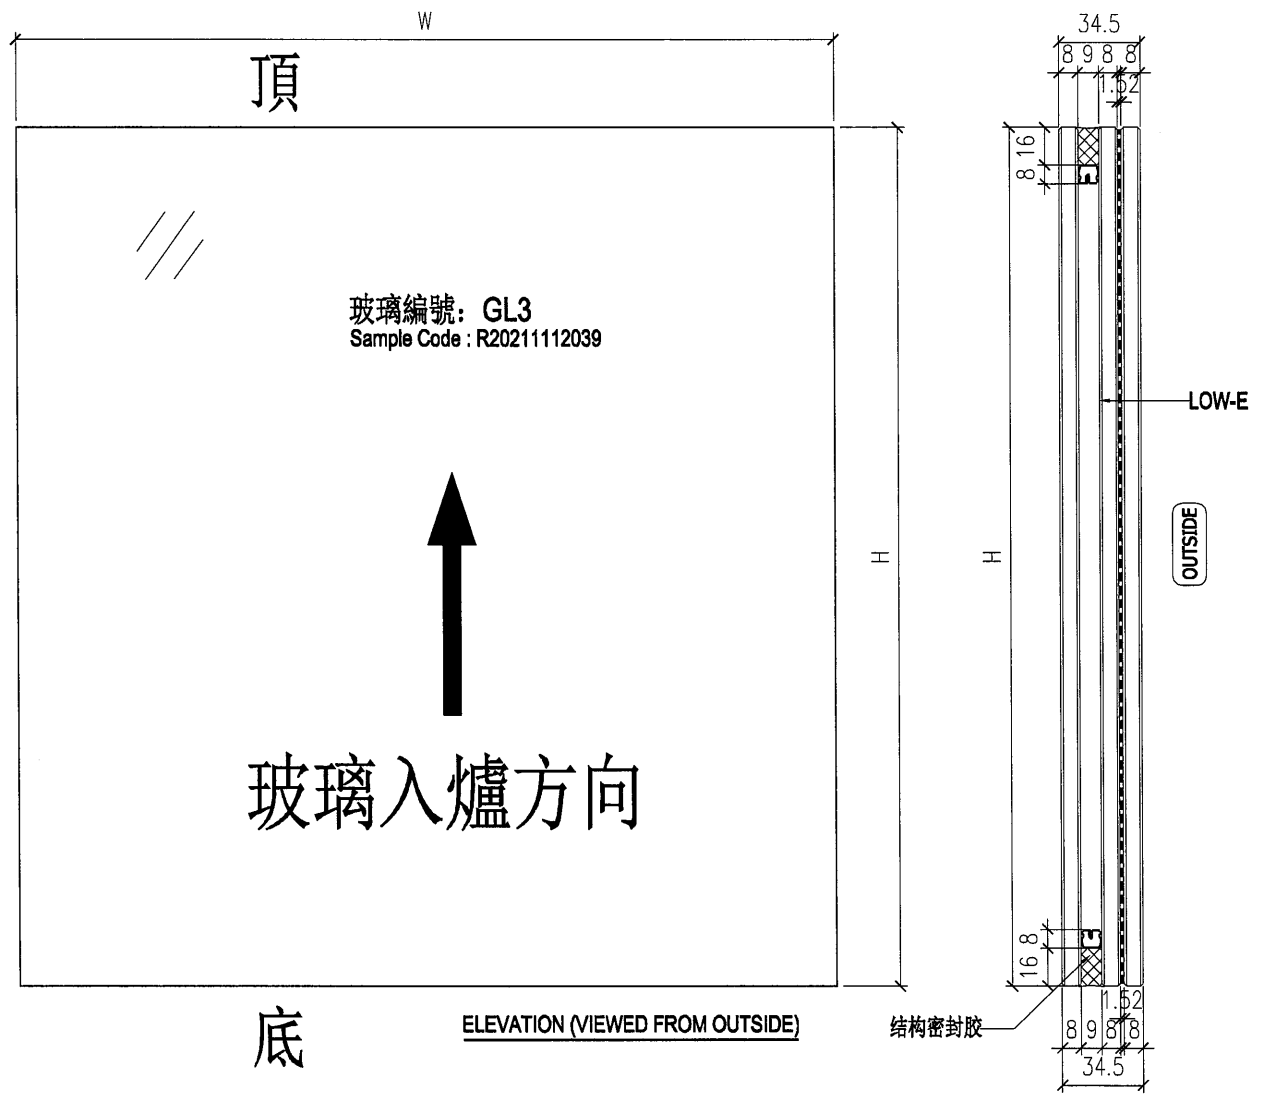 W
頂
玻璃編號：GL3
Sample Code : R20211112039
玻璃入爐方向
H
底
ELEVATION (VIEWED FROM OUTSIDE)
34.5
8 9 8 8
1.52
16
8
LOW-E
OUTSIDE
H
8
16
结构密封胶
1.52
8 9 8 8
34.5